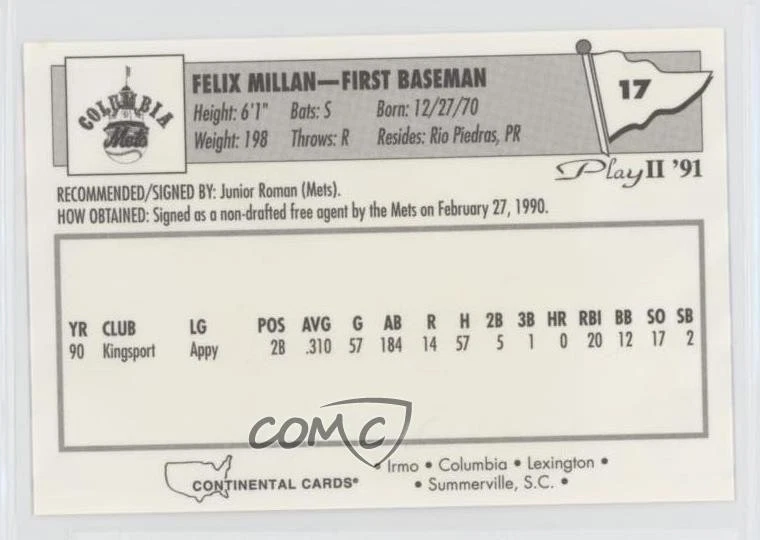 COLUMBIA
Mets
FELIX MILLAN—FIRST BASEMAN
Height: 6'1" Bats: S Born: 12/27/70
Weight: 198 Throws: R Resides: Rio Piedras, PR
17
Play II '91
RECOMMENDED/SIGNED BY: Junior Roman (Mets).
HOW OBTAINED: Signed as a non-drafted free agent by the Mets on February 27, 1990.
YR CLUB LG POS AVG G AB R H 2B 3B HR RBI BB SO SB
90 Kingsport Appy 2B .310 57 184 14 57 5 1 0 20 12 17 2
COMC
CONTINENTAL CARDS®
• Irmo • Columbia • Lexington •
• Summerville, S.C. •